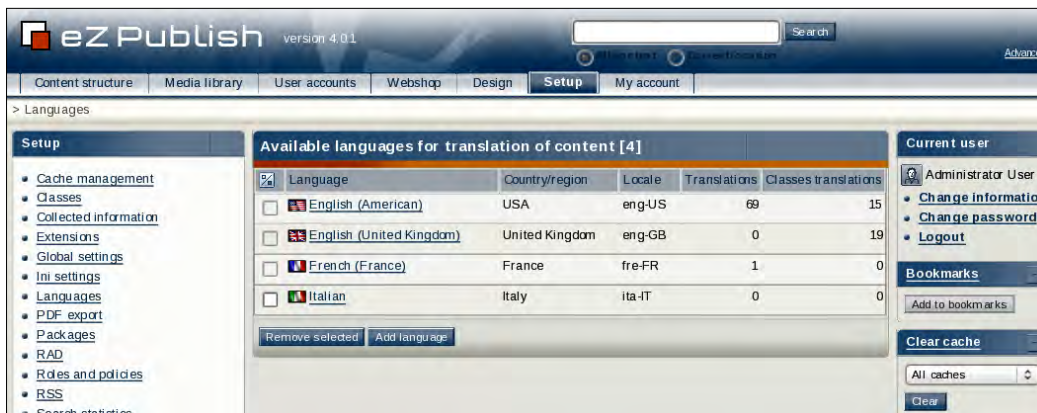 eZ Publish version 4.0.1
Search
Advanc
Content structure Media library User accounts Webshop Design Setup My account
> Languages
Setup
Cache management
Classes
Collected information
Extensions
Global settings
Ini settings
Languages
PDF export
Packages
RAD
Roles and policies
RSS
Search statistics
Available languages for translation of content [4]
Language Country/region Locale Translations Classes translations
English (American) USA eng-US 69 15
English (United Kingdom) United Kingdom eng-GB 0 19
French (France) France fre-FR 1 0
Italian Italy ita-IT 0 0
Remove selected Add language
Current user
Administrator User
Change informatio
Change password
Logout
Bookmarks
Add to bookmarks
Clear cache
All caches
Clear